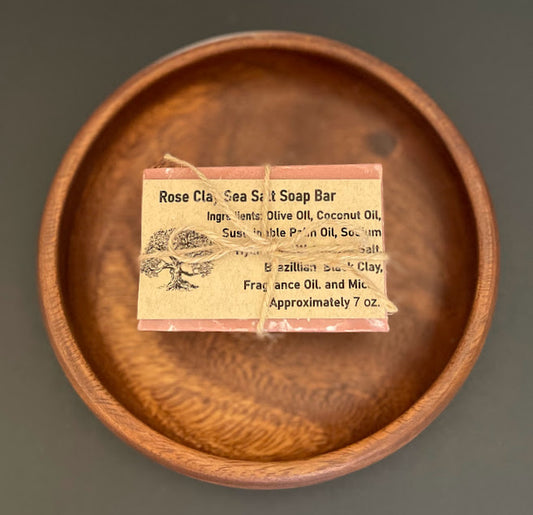 Rose Clay Sea Salt Soap Bar
Ingredients: Olive OIl, Coconut Oil,
Sustainable Palm Oil, Sodium
Salt,
Brazillian Black Clay,
Fragrance Oil. and
Approximately 7 oz.